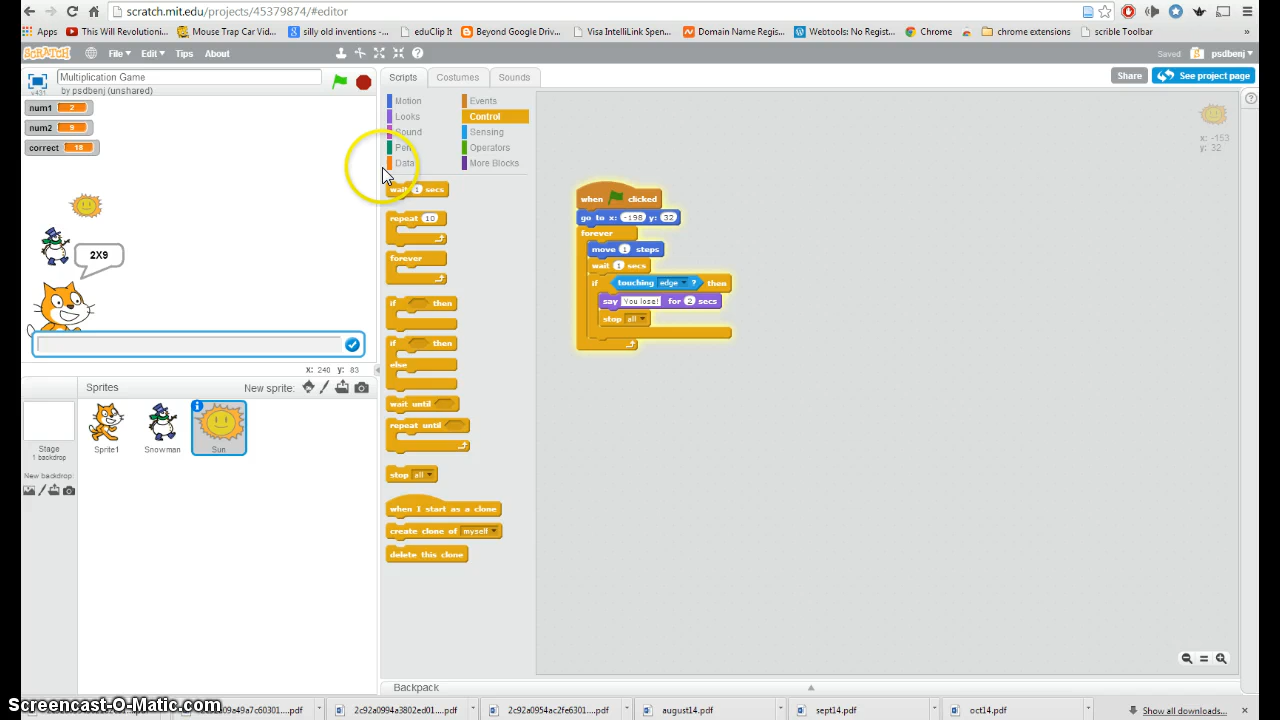 scratch.mit.edu/projects/45379874/#editor
Apps This Will Revolutioni... Mouse Trap Car Vid... silly old inventions -... eduClip it Beyond Google Driv... Visa IntelliLink Spen... Domain Name Regis... Webtools: No Regist... Chrome chrome extensions scrible Toolbar
SCRATCH File Edit Tips About Saved psdbenj
Multiplication Game
by psdbenj (unshared)
v431
Scripts Costumes Sounds
Share See project page
num1 2
num2 9
correct 18
2X9
Motion Events
Looks Control
Sound Sensing
Pen Operators
Data More Blocks
wait 1 secs
repeat 10
forever
if then
if then
else
wait until
repeat until
stop all
when I start as a clone
create clone of myself
delete this clone
when clicked
go to x: -198 y: 32
forever
move 1 steps
wait 1 secs
if touching edge ? then
say You lose! for 2 secs
stop all
x: -153
y: 32
x: 240 y: 83
Sprites New sprite:
Stage
1 backdrop
New backdrop:
Sprite1 Snowman Sun
Backpack
Screencast-O-Matic.com
2c92a0994a3802ed01....pdf 2c92a0954ac2fe6301....pdf august14.pdf sept14.pdf oct14.pdf Show all downloads...